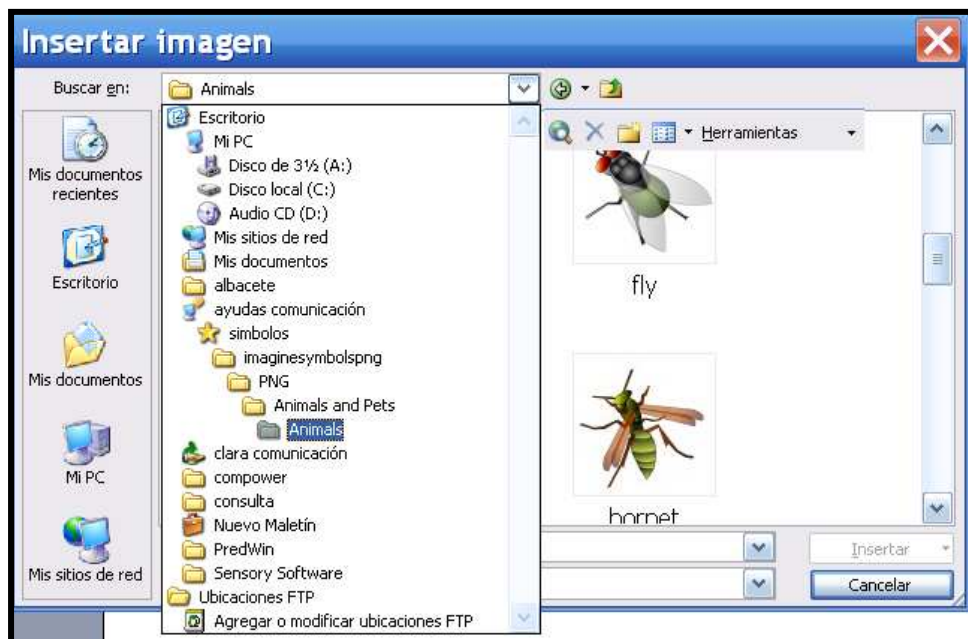 Insertar imagen
Buscar en:
Animals
Mis documentos
recientes
Escritorio
Mis documentos
Mi PC
Mis sitios de red
Escritorio
Mi PC
Disco de 3½ (A:)
Disco local (C:)
Audio CD (D:)
Mis sitios de red
Mis documentos
albacete
ayudas comunicación
simbolos
imaginesymbolspng
PNG
Animals and Pets
Animals
clara comunicación
compower
consulta
Nuevo Maletín
PredWin
Sensory Software
Ubicaciones FTP
Agregar o modificar ubicaciones FTP
Herramientas
fly
hornet
Insertar
Cancelar